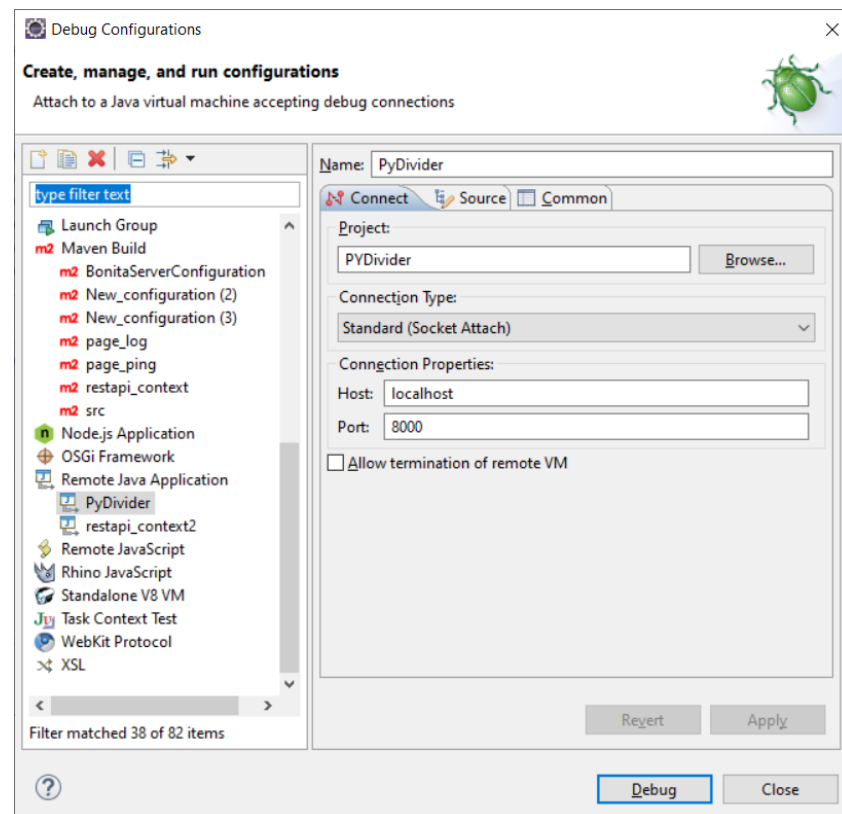 Debug Configurations
Create, manage, and run configurations
Attach to a Java virtual machine accepting debug connections
type filter text
Launch Group
m2 Maven Build
m2 BonitaServerConfiguration
m2 New_configuration (2)
m2 New_configuration (3)
m2 page_log
m2 page_ping
m2 restapi_context
m2 src
n Node.js Application
OSGi Framework
Remote Java Application
PyDivider
restapi_context2
Remote JavaScript
Rhino JavaScript
Standalone V8 VM
Ju Task Context Test
WebKit Protocol
XSL
Filter matched 38 of 82 items
Name: PyDivider
Connect Source Common
Project:
PYDivider Browse...
Connection Type:
Standard (Socket Attach)
Connection Properties:
Host: localhost
Port: 8000
Allow termination of remote VM
Revert Apply
? Debug Close